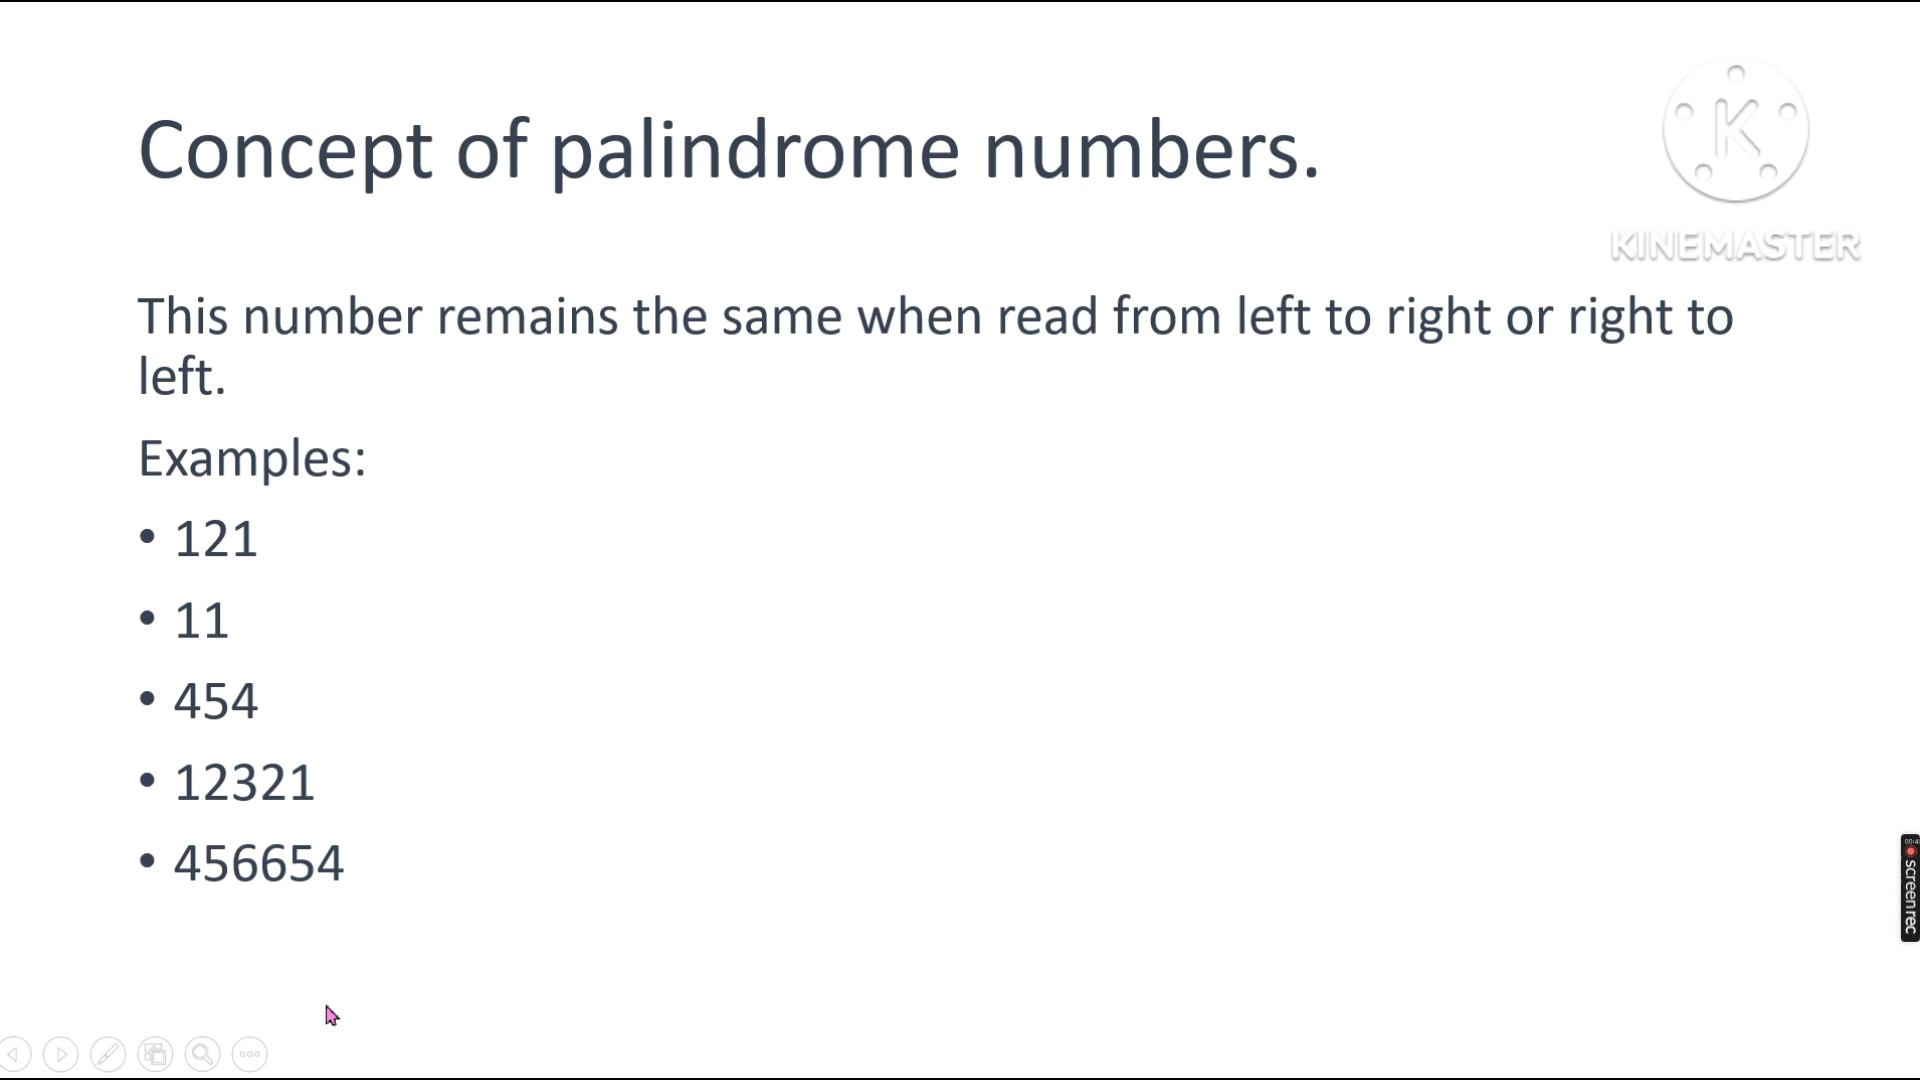 Concept of palindrome numbers.
K
KINEMASTER
This number remains the same when read from left to right or right to
left.
Examples:
• 121
• 11
• 454
• 12321
• 456654
screenrec